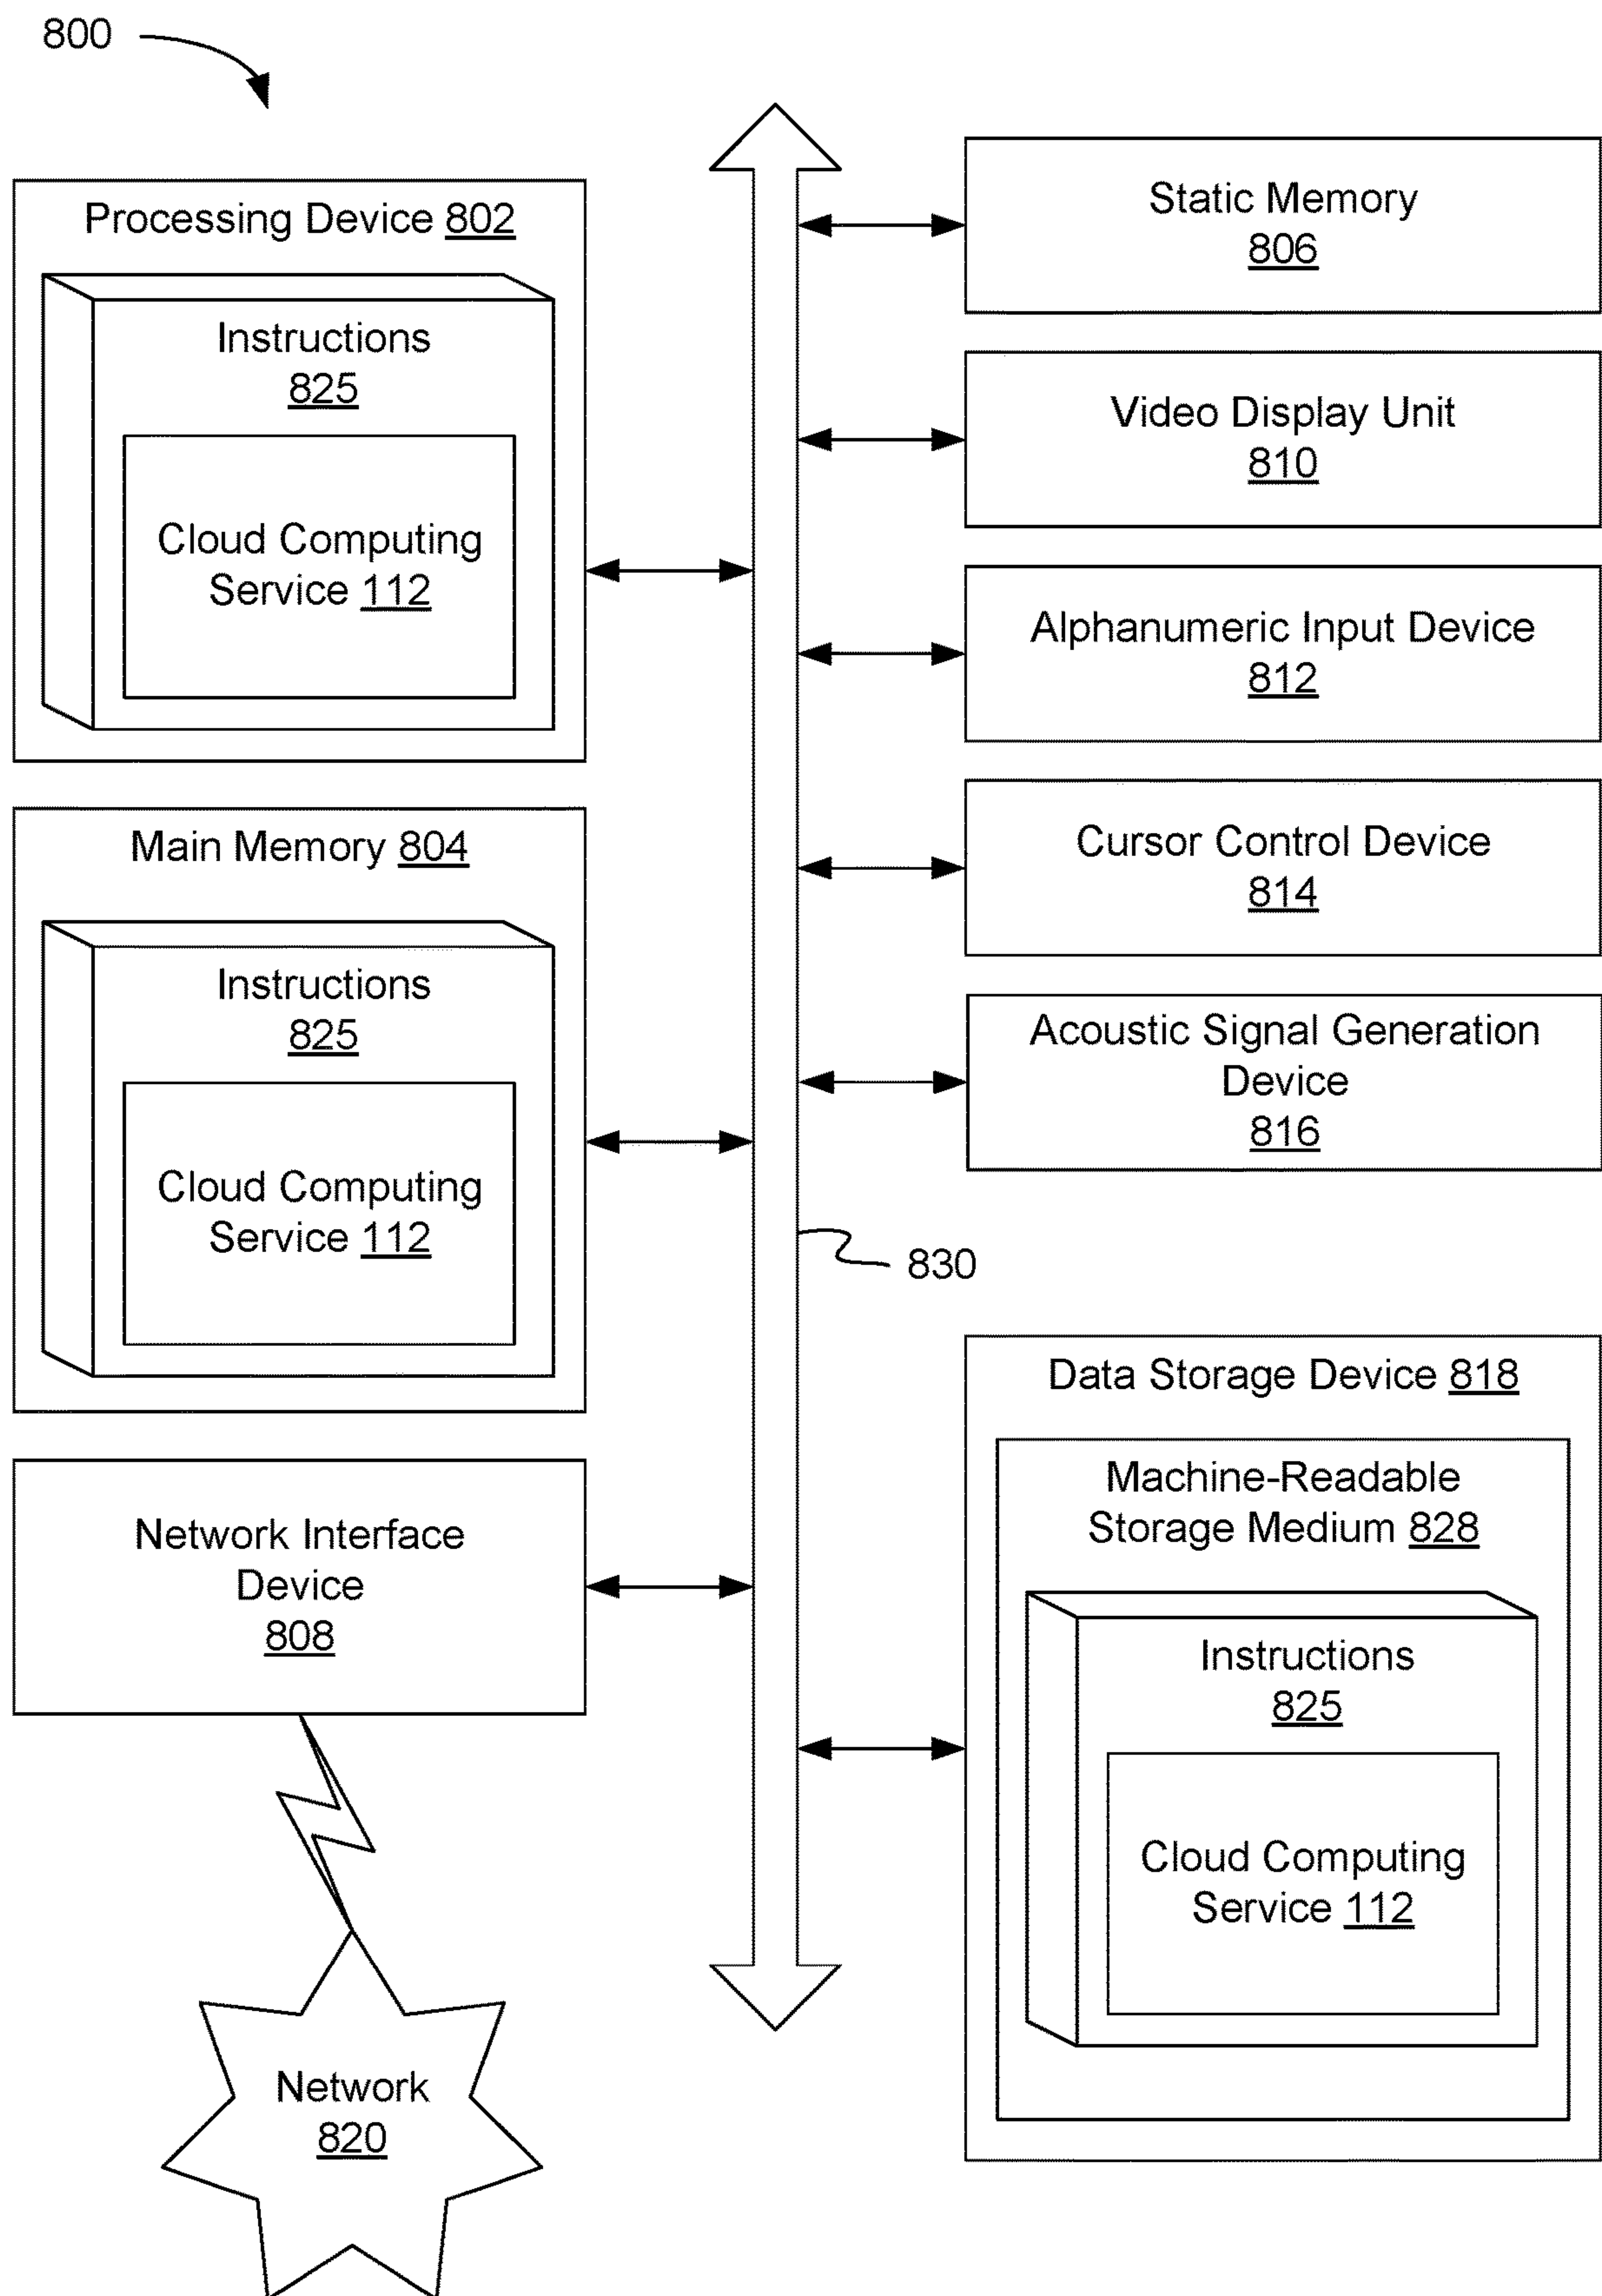 800
Processing Device 802
Instructions
825
Cloud Computing
Service 112
Main Memory 804
Instructions
825
Cloud Computing
Service 112
Network Interface
Device
808
Network
820
Static Memory
806
Video Display Unit
810
Alphanumeric Input Device
812
Cursor Control Device
814
Acoustic Signal Generation
Device
816
830
Data Storage Device 818
Machine-Readable
Storage Medium 828
Instructions
825
Cloud Computing
Service 112